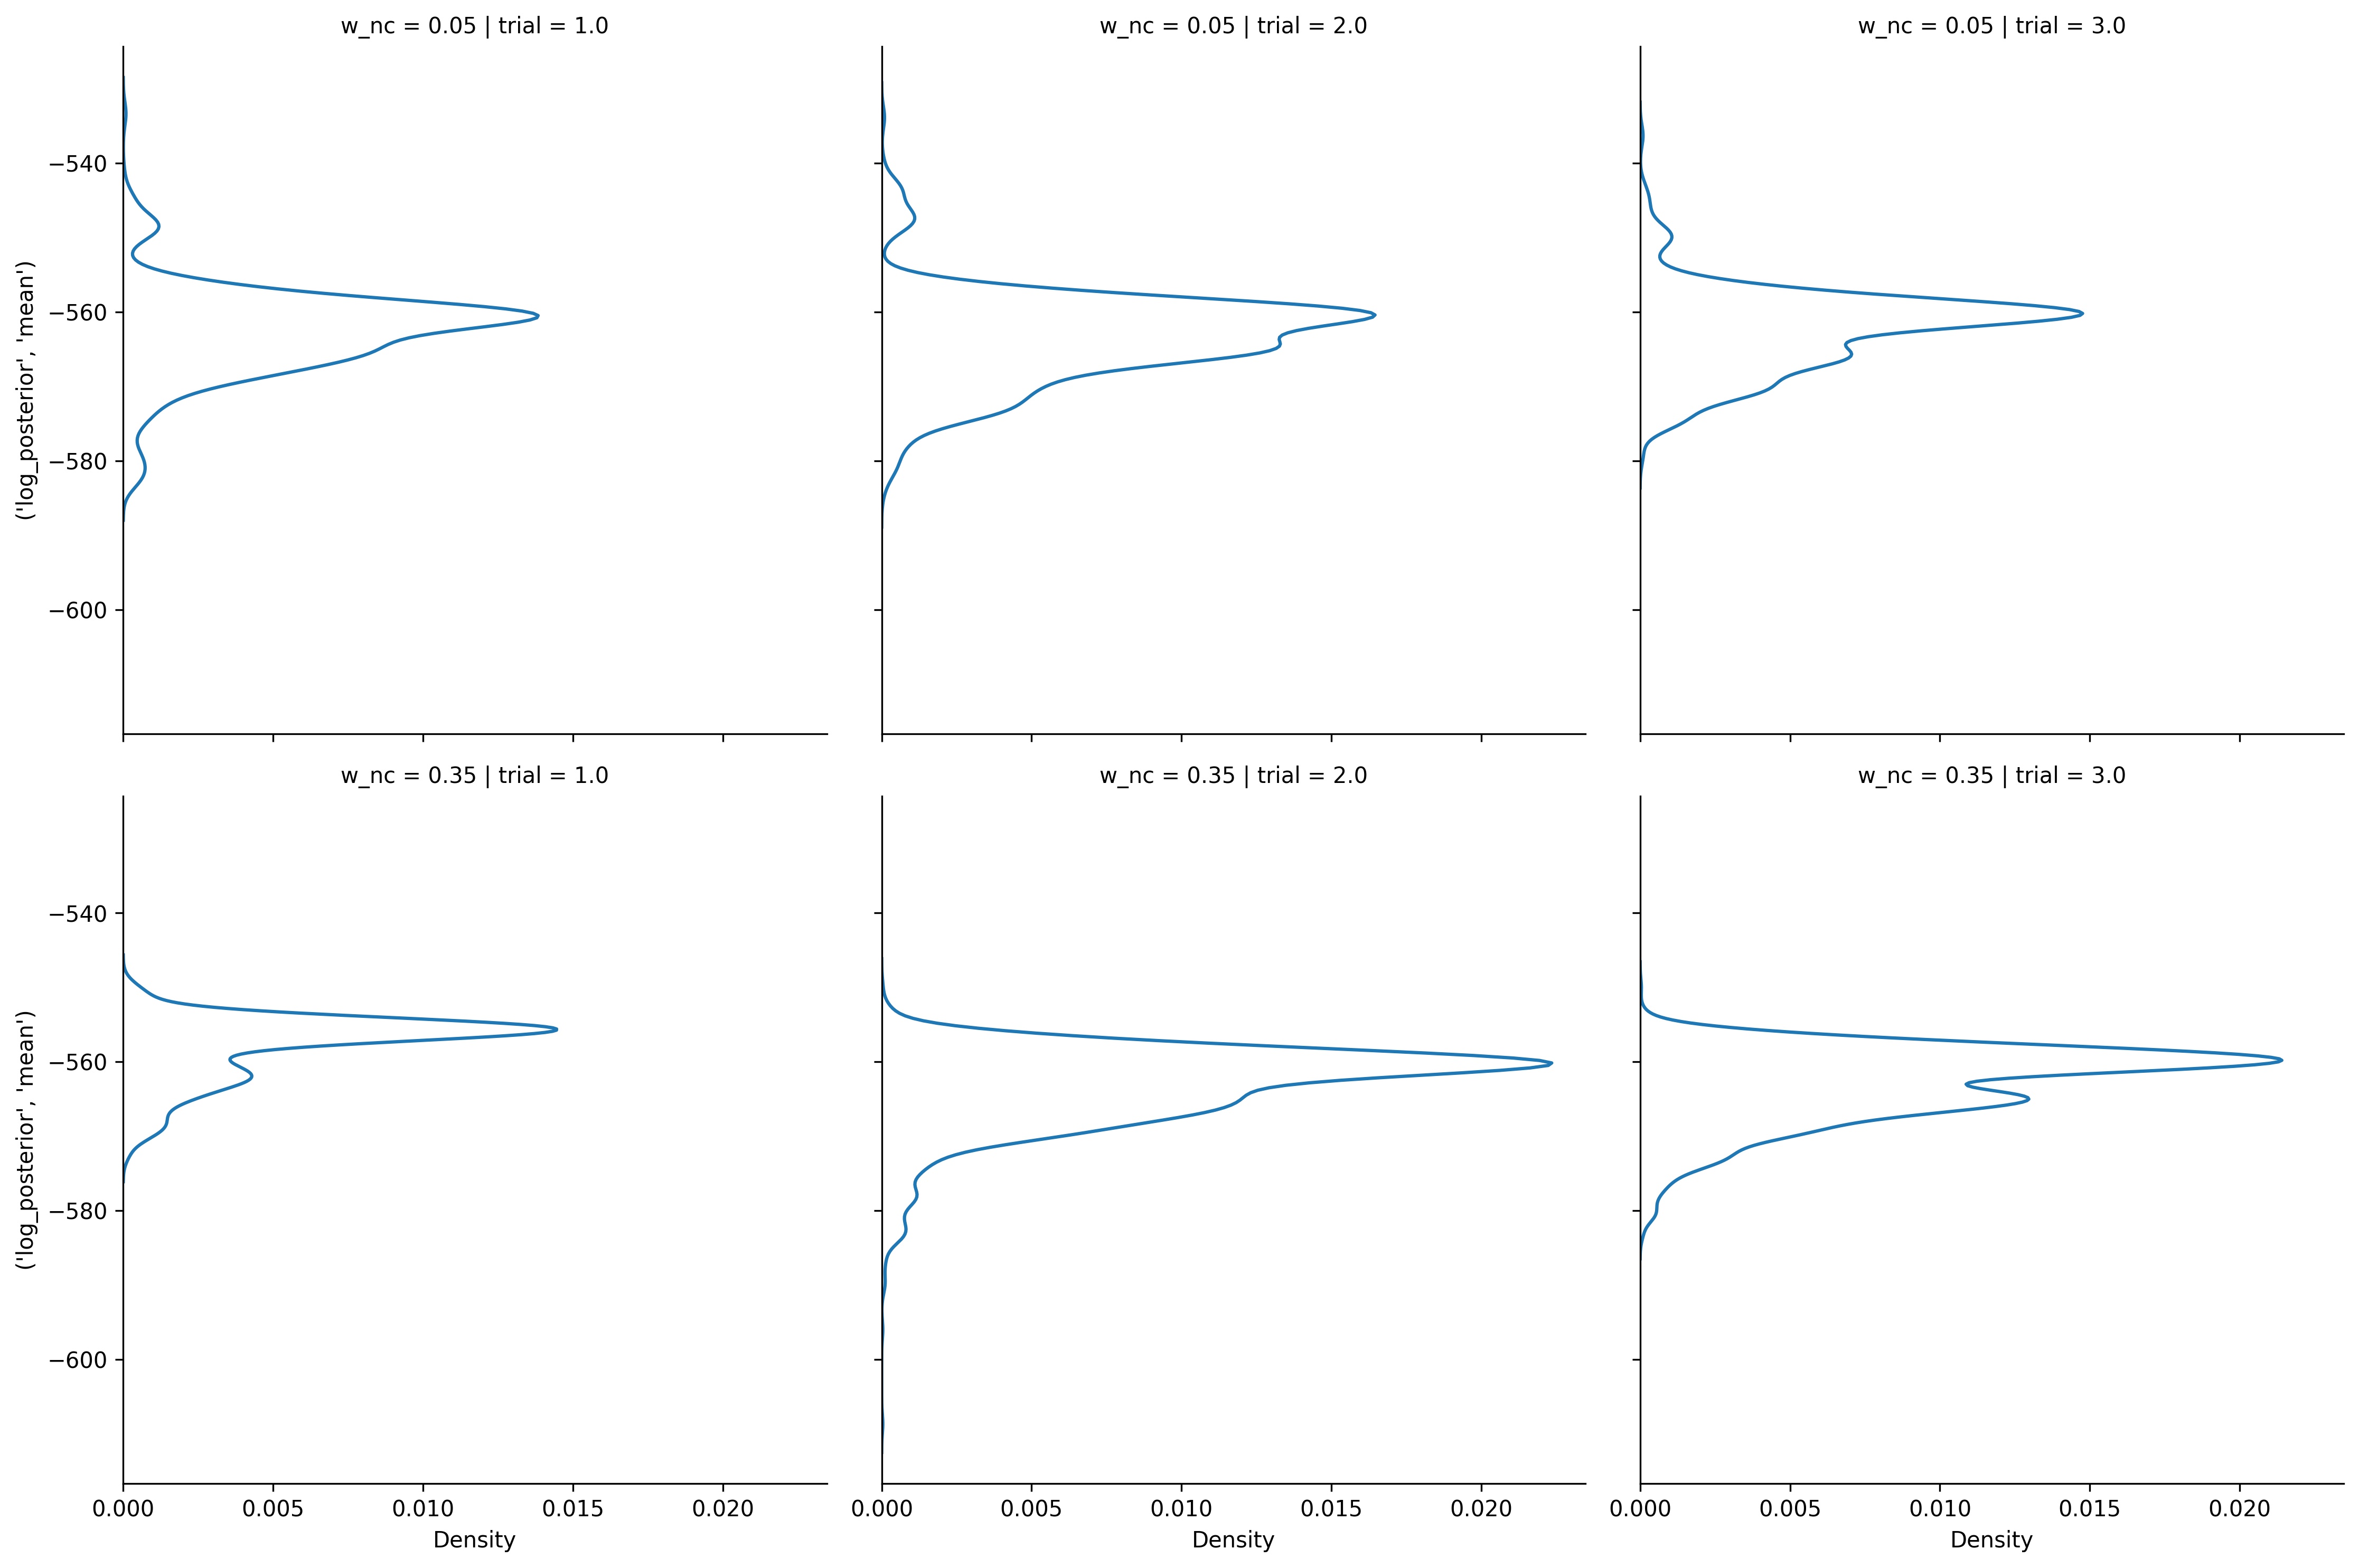 w_nc = 0.05 | trial = 1.0
w_nc = 0.05 | trial = 2.0
w_nc = 0.05 | trial = 3.0
('log_posterior', 'mean')
−540
−560
−580
−600
w_nc = 0.35 | trial = 1.0
w_nc = 0.35 | trial = 2.0
w_nc = 0.35 | trial = 3.0
('log_posterior', 'mean')
−540
−560
−580
−600
0.000 0.005 0.010 0.015 0.020
0.000 0.005 0.010 0.015 0.020
0.000 0.005 0.010 0.015 0.020
Density
Density
Density